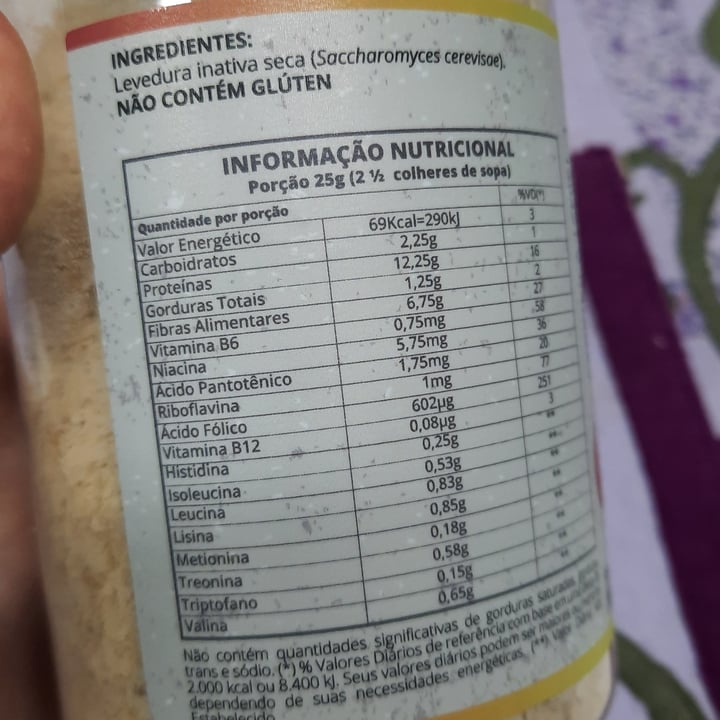 INGREDIENTES:
Levedura inativa seca (Saccharomyces cerevisae).
NÃO CONTÉM GLÚTEN
INFORMAÇÃO NUTRICIONAL
Porção 25g (2 ½ colheres de sopa)
Quantidade por porção %VD(*)
Valor Energético 69Kcal=290kJ 3
Carboidratos 2,25g 1
Proteínas 12,25g 16
Gorduras Totais 1,25g 2
Fibras Alimentares 6,75g 27
Vitamina B6 0,75mg 58
Niacina 5,75mg 36
Ácido Pantotênico 1,75mg 20
Riboflavina 1mg 77
Ácido Fólico 602µg 251
Vitamina B12 0,08µg 3
Histidina 0,25g **
Isoleucina 0,53g **
Leucina 0,83g **
Lisina 0,85g **
Metionina 0,18g **
Treonina 0,58g **
Triptofano 0,15g **
Valina 0,65g **
Não contém quantidades significativas de gorduras saturadas,
trans e sódio. (*) % Valores Diários de referência com base em uma
2.000 kcal ou 8.400 kJ. Seus valores diários podem ser maiores ou
dependendo de suas necessidades energéticas. (**) Valor
Estabelecido